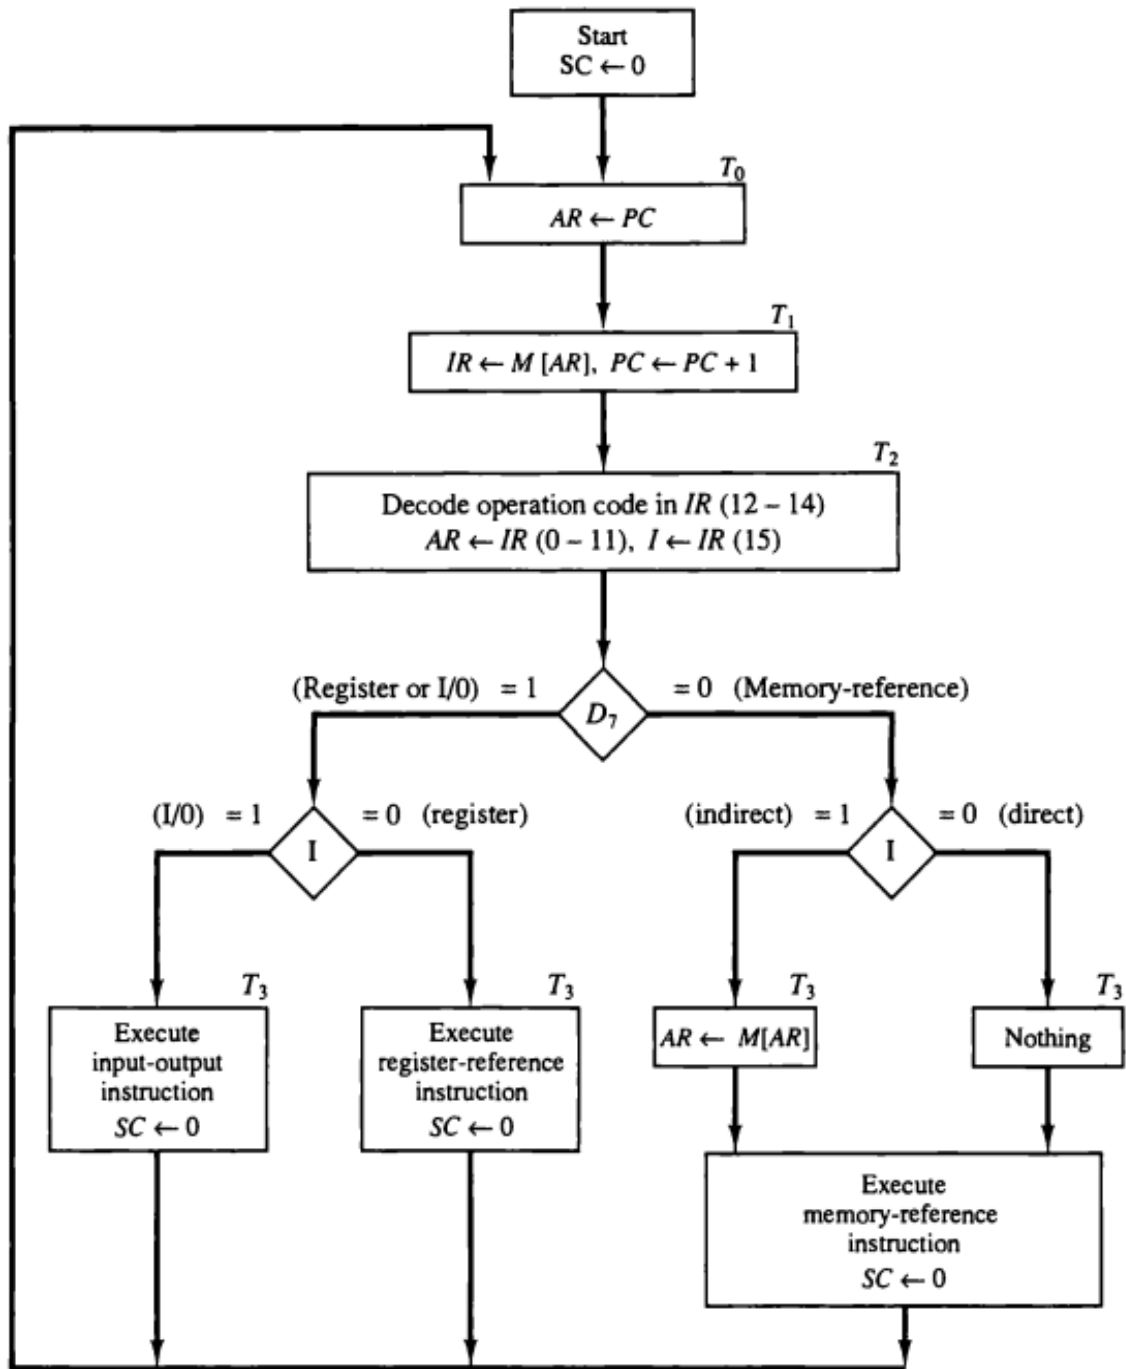 Start
SC ← 0
T₀
AR ← PC
T₁
IR ← M [AR], PC ← PC + 1
T₂
Decode operation code in IR (12 – 14)
AR ← IR (0 – 11), I ← IR (15)
(Register or I/0) = 1
= 0 (Memory-reference)
D₇
(I/0) = 1
= 0 (register)
I
(indirect) = 1
= 0 (direct)
I
T₃
Execute
input-output
instruction
SC ← 0
T₃
Execute
register-reference
instruction
SC ← 0
T₃
AR ← M[AR]
T₃
Nothing
Execute
memory-reference
instruction
SC ← 0